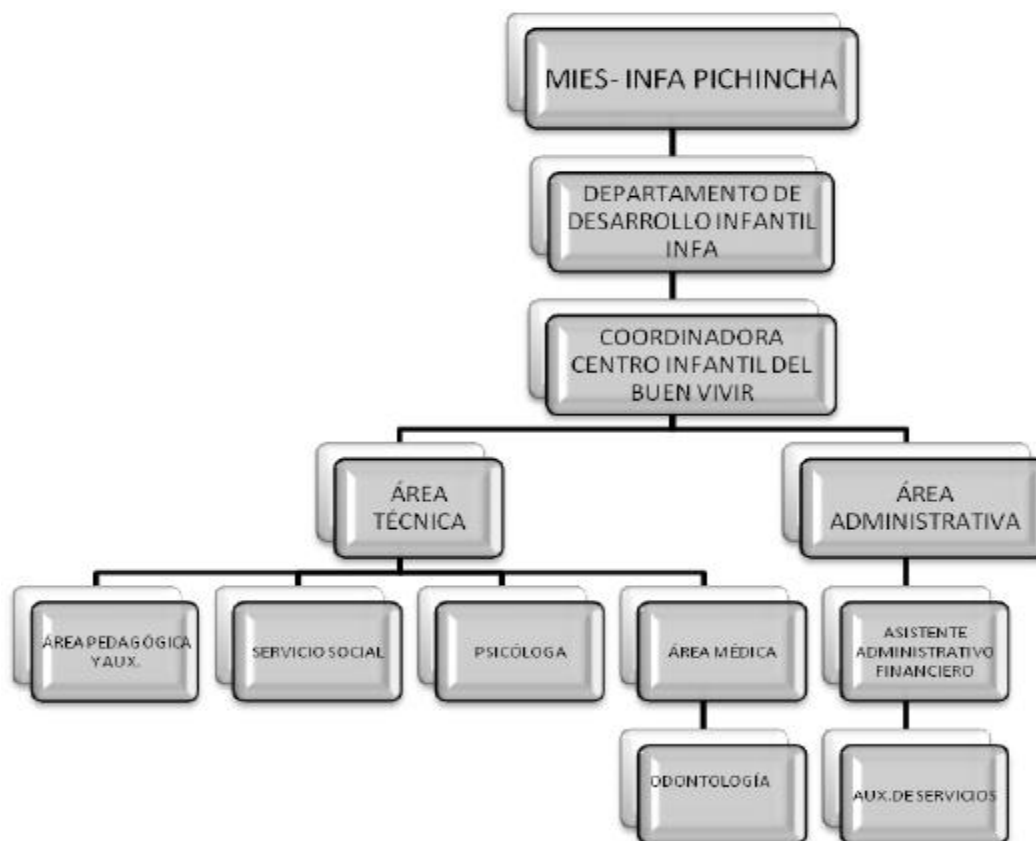 MIES- INFA PICHINCHA
DEPARTAMENTO DE
DESARROLLO INFANTIL
INFA
COORDINADORA
CENTRO INFANTIL DEL
BUEN VIVIR
ÁREA
TÉCNICA
ÁREA
ADMINISTRATIVA
ÁREA PEDAGÓGICA
Y AUX.
SERVICIO SOCIAL
PSICÓLOGA
ÁREA MÉDICA
ASISTENTE
ADMINISTRATIVO
FINANCIERO
ODONTOLOGÍA
AUX.DE SERVICIOS